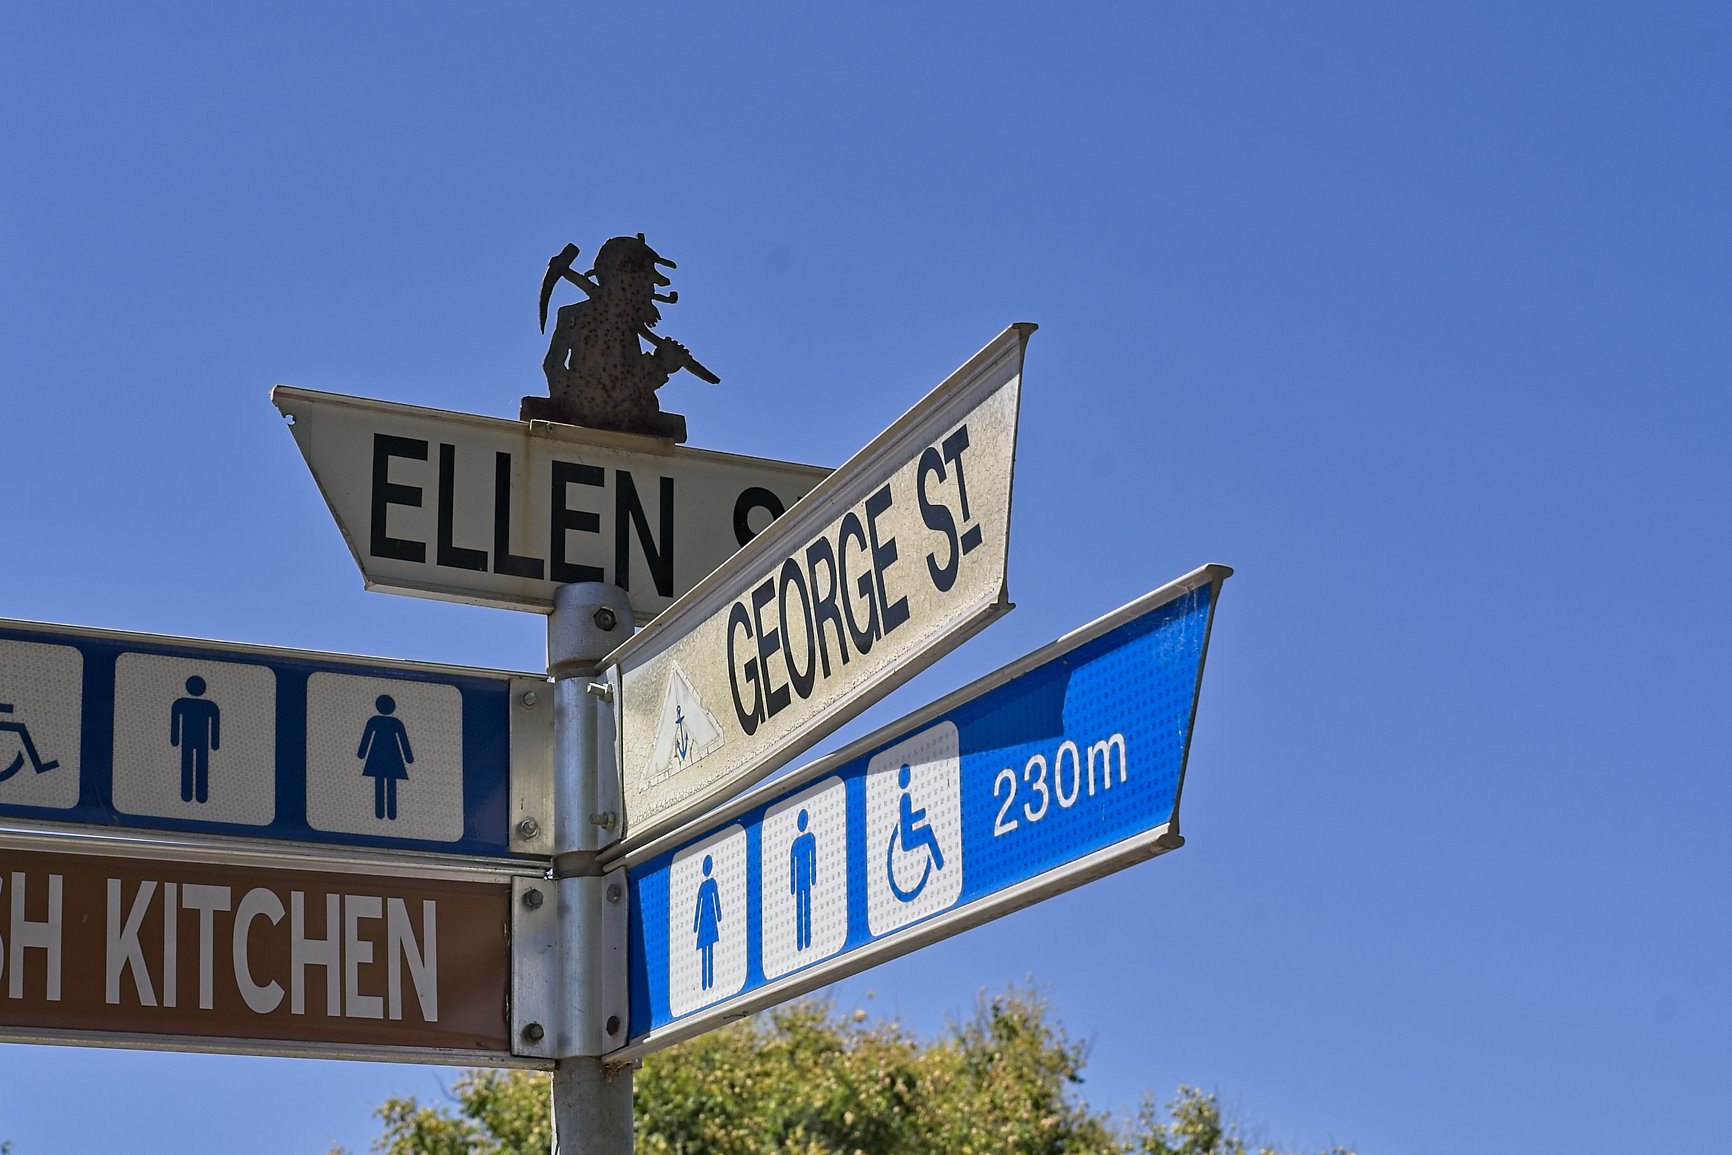 ELLEN
GEORGE ST
230m
KITCHEN